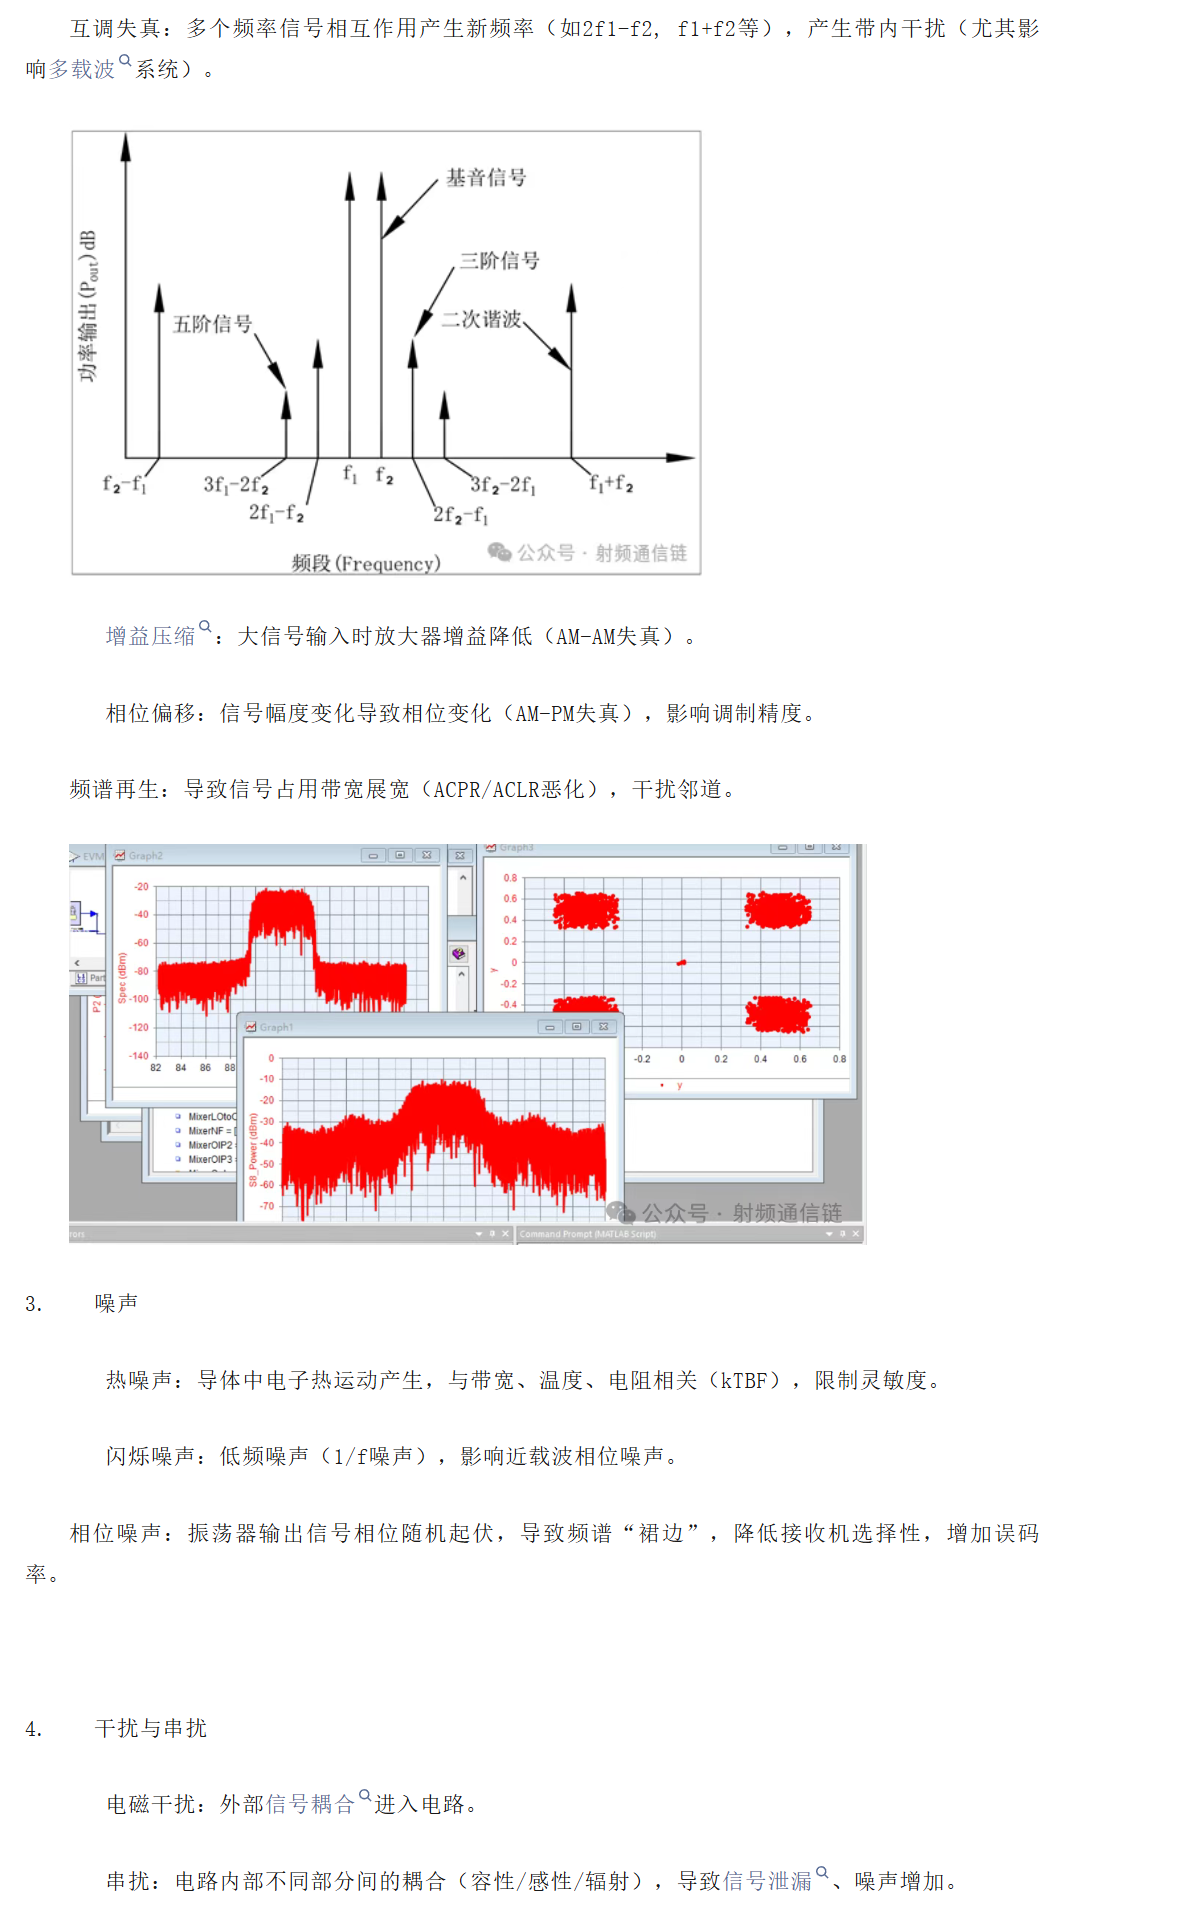 互调失真：多个频率信号相互作用产生新频率（如2f1-f2, f1+f2等），产生带内干扰（尤其影
响多载波系统）。
功率输出(Pout)dB
基音信号
三阶信号
五阶信号
二次谐波
f2-f1
3f1-2f2
2f1-f2
f1
f2
2f2-f1
3f2-2f1
f1+f2
频段(Frequency)
公众号 · 射频通信链
增益压缩：大信号输入时放大器增益降低（AM-AM失真）。
相位偏移：信号幅度变化导致相位变化（AM-PM失真），影响调制精度。
频谱再生：导致信号占用带宽展宽（ACPR/ACLR恶化），干扰邻道。
EVM
Graph2
Graph3
-20
-40
-60
-80
-100
-120
-140
Spec (dBm)
82 84 86 88
Part
P2
0.8
0.6
0.4
0.2
0
-0.2
-0.4
y
-0.2 0 0.2 0.4 0.6 0.8
y
Graph1
0
-10
-20
-30
-40
-50
-60
-70
S8_Power (dBm)
MixerLOtoC
MixerNF = [
MixerOIP2
MixerOIP3
公众号 · 射频通信链
rors
Command Prompt (MATLAB Script)
3. 噪声
热噪声：导体中电子热运动产生，与带宽、温度、电阻相关（kTBF），限制灵敏度。
闪烁噪声：低频噪声（1/f噪声），影响近载波相位噪声。
相位噪声：振荡器输出信号相位随机起伏，导致频谱“裙边”，降低接收机选择性，增加误码
率。
4. 干扰与串扰
电磁干扰：外部信号耦合进入电路。
串扰：电路内部不同部分间的耦合（容性/感性/辐射），导致信号泄漏、噪声增加。